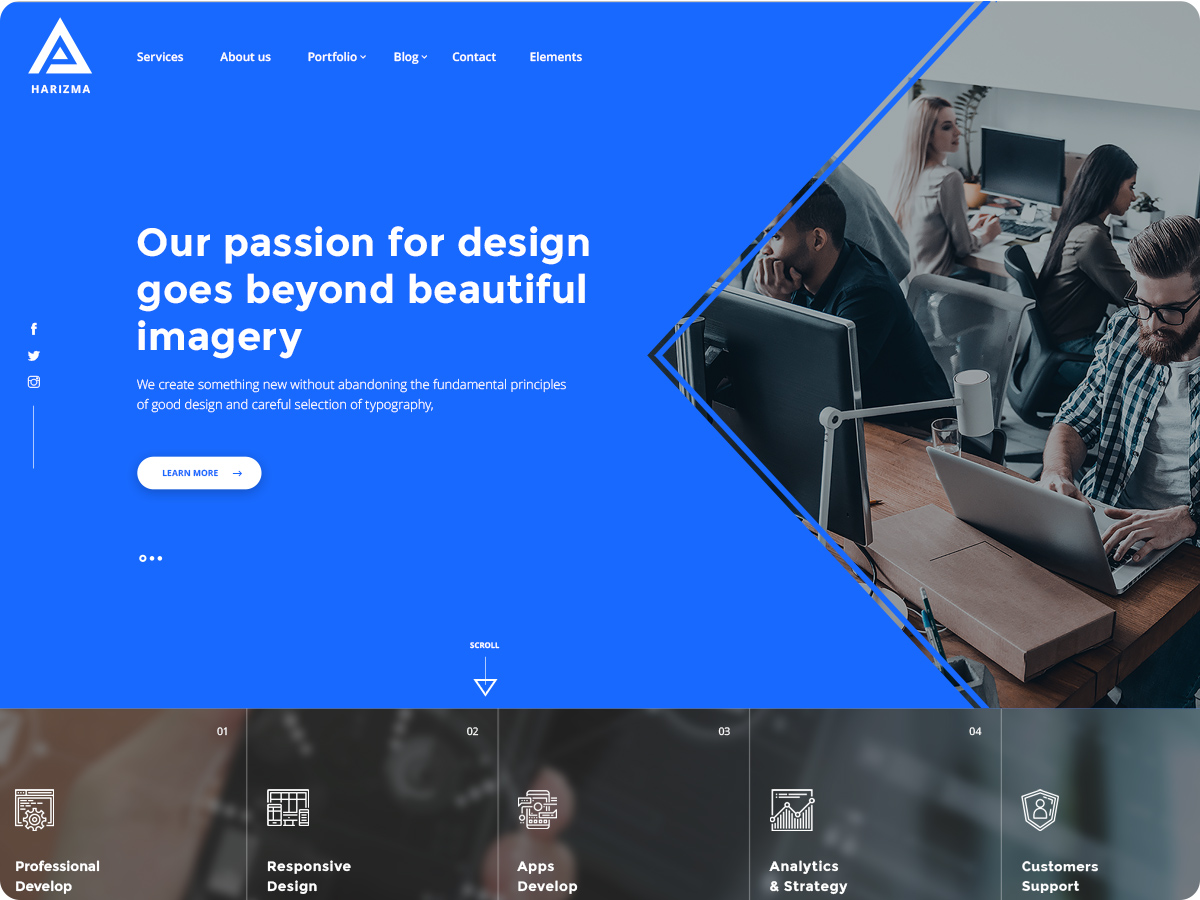 HARIZMA
Services
About us
Portfolio
Blog
Contact
Elements
Our passion for design
goes beyond beautiful
imagery
We create something new without abandoning the fundamental principles
of good design and careful selection of typography,
LEARN MORE
SCROLL
01
Professional
Develop
02
Responsive
Design
03
Apps
Develop
04
Analytics
& Strategy
Customers
Support